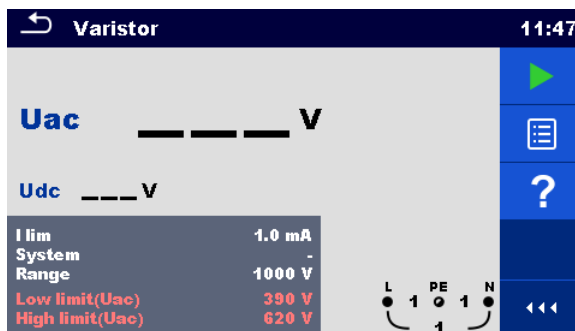 Varistor 11:47
Uac _ _ _ V
Udc _ _ _ V
?
I lim 1.0 mA
System -
Range 1000 V
Low limit(Uac) 390 V
High limit(Uac) 620 V
L PE N
1 1
1